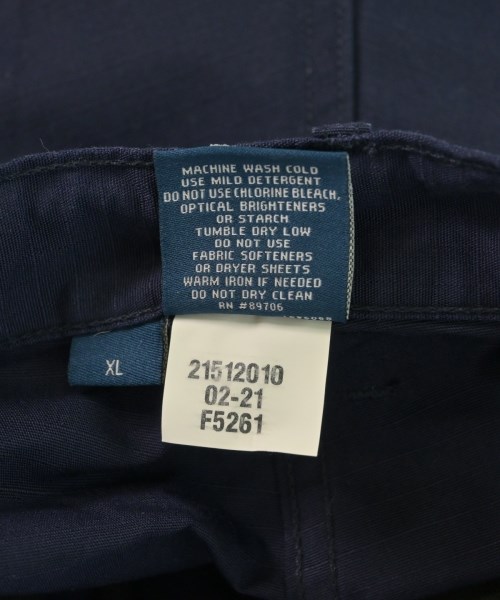 MACHINE WASH COLD
USE MILD DETERGENT
DO NOT USE CHLORINE BLEACH,
OPTICAL BRIGHTENERS
OR STARCH
TUMBLE DRY LOW
DO NOT USE
FABRIC SOFTENERS
OR DRYER SHEETS
WARM IRON IF NEEDED
DO NOT DRY CLEAN
RN #89706
XL
21512010
02-21
F5261